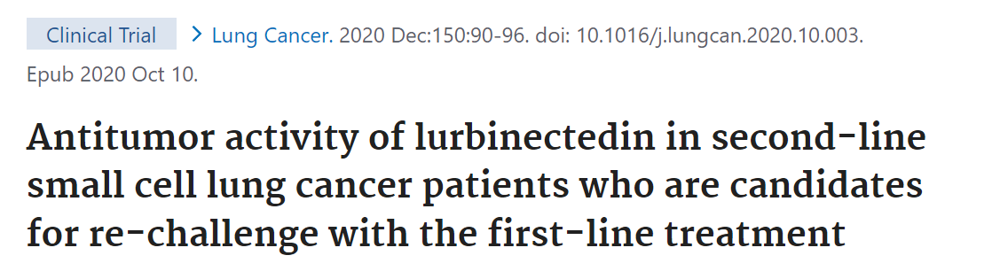 Clinical Trial > Lung Cancer. 2020 Dec:150:90-96. doi: 10.1016/j.lungcan.2020.10.003.
Epub 2020 Oct 10.
Antitumor activity of lurbinectedin in second-line
small cell lung cancer patients who are candidates
for re-challenge with the first-line treatment